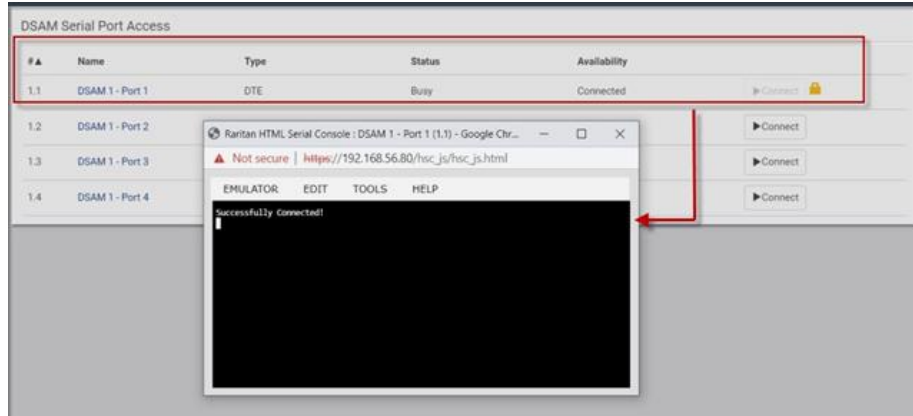 DSAM Serial Port Access
#▲ Name Type Status Availability
1.1 DSAM 1 - Port 1 DTE Busy Connected ▶Connect
1.2 DSAM 1 - Port 2 ▶Connect
1.3 DSAM 1 - Port 3 ▶Connect
1.4 DSAM 1 - Port 4 ▶Connect
Raritan HTML Serial Console : DSAM 1 - Port 1 (1.1) - Google Chr...
Not secure | https://192.168.56.80/hsc_js/hsc_js.html
EMULATOR EDIT TOOLS HELP
Successfully Connected!